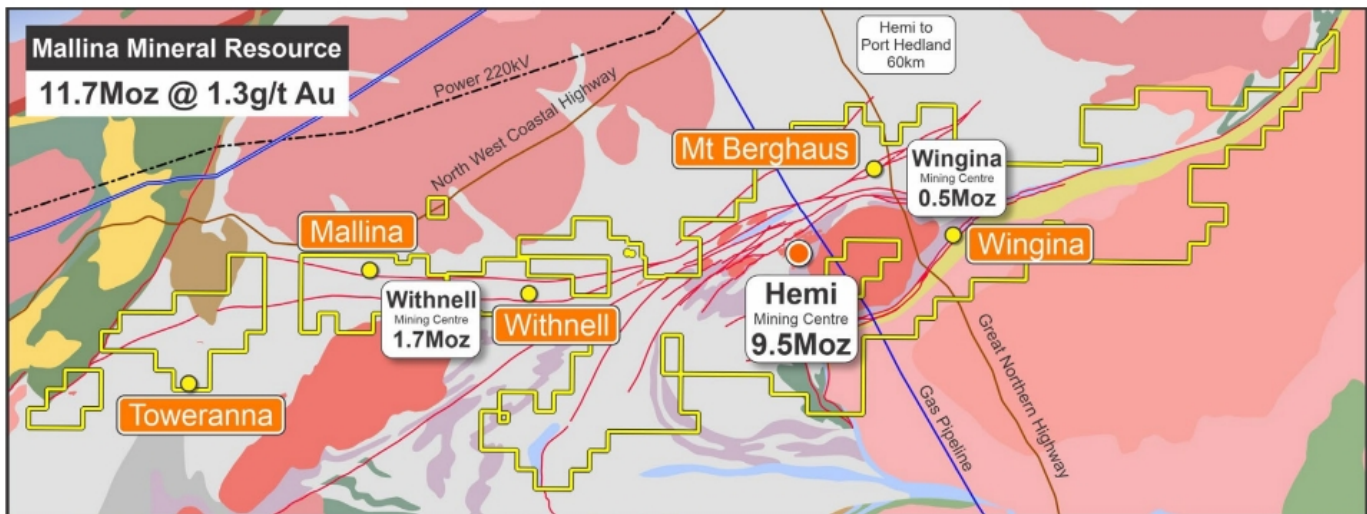 Mallina Mineral Resource
11.7Moz @ 1.3g/t Au
Power 220kV
North West Coastal Highway
Hemi to
Port Hedland
60km
Mt Berghaus
Wingina
Mining Centre
0.5Moz
Mallina
Wingina
Withnell
Mining Centre
1.7Moz
Withnell
Hemi
Mining Centre
9.5Moz
Toweranna
Gas Pipeline
Great Northern Highway